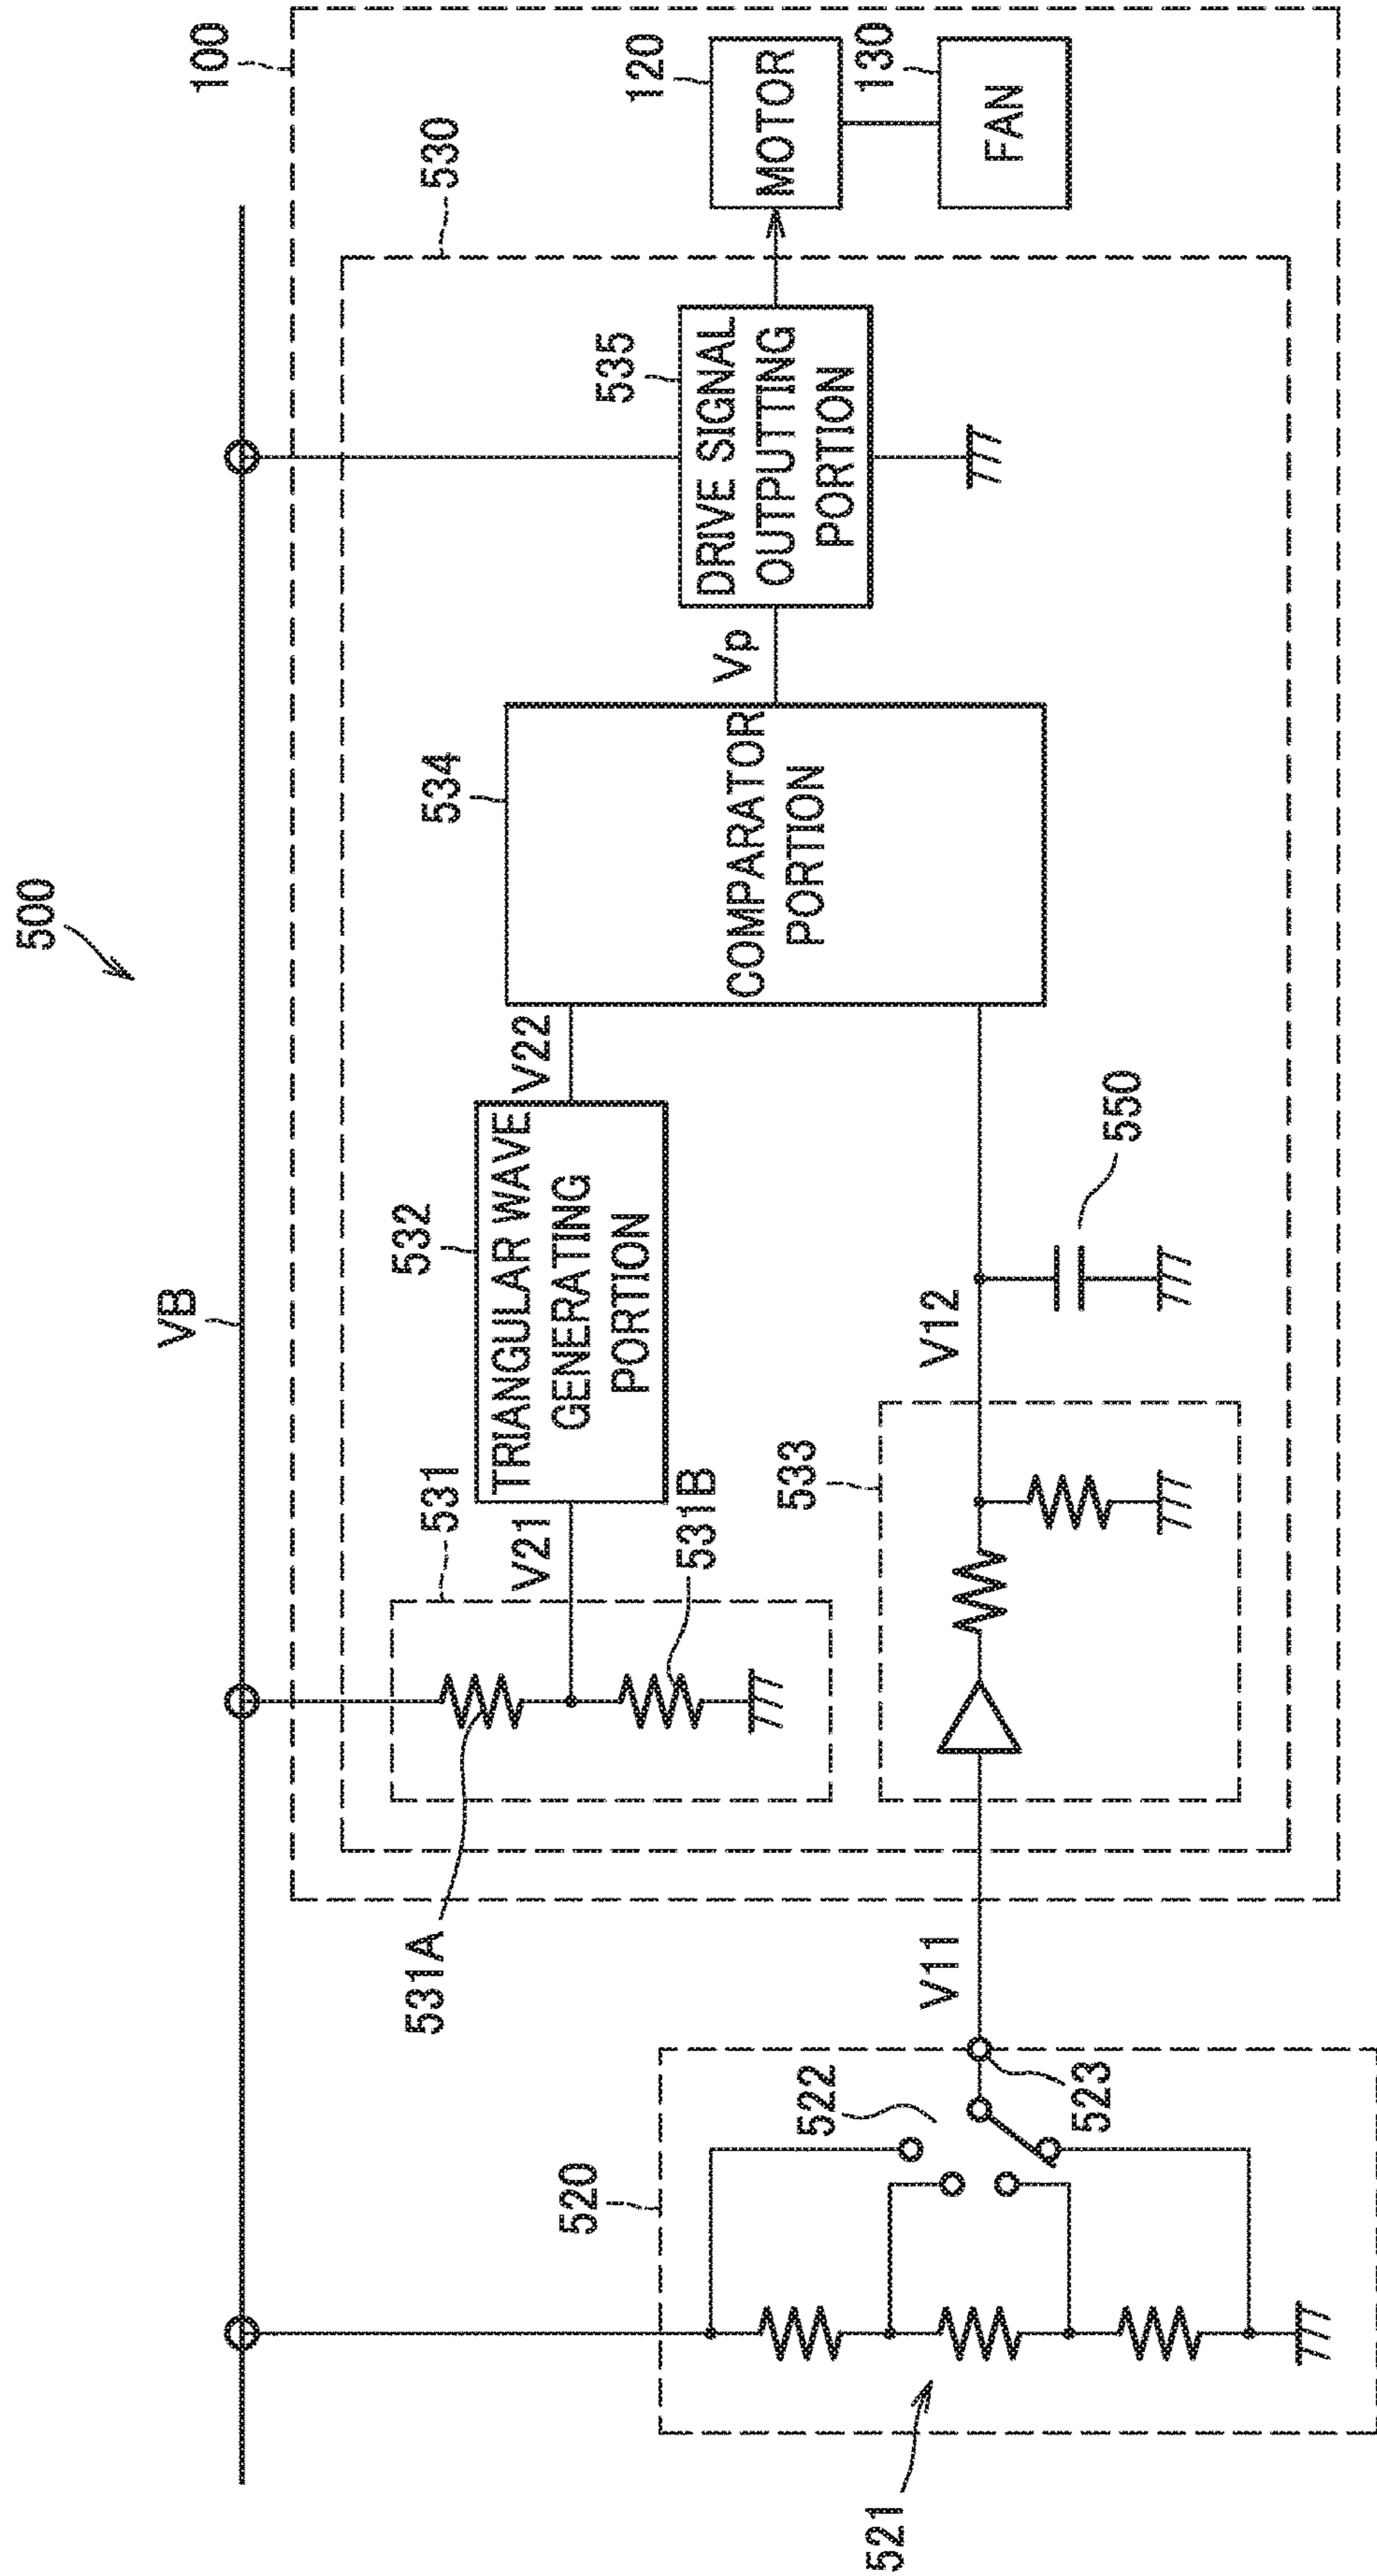 500
VB
100
530
120
MOTOR
130
FAN
535
DRIVE SIGNAL
OUTPUTTING
PORTION
Vp
534
COMPARATOR
PORTION
V22
532
TRIANGULAR WAVE
GENERATING
PORTION
V21
531
531A
531B
533
V12
550
V11
520
521
522
523